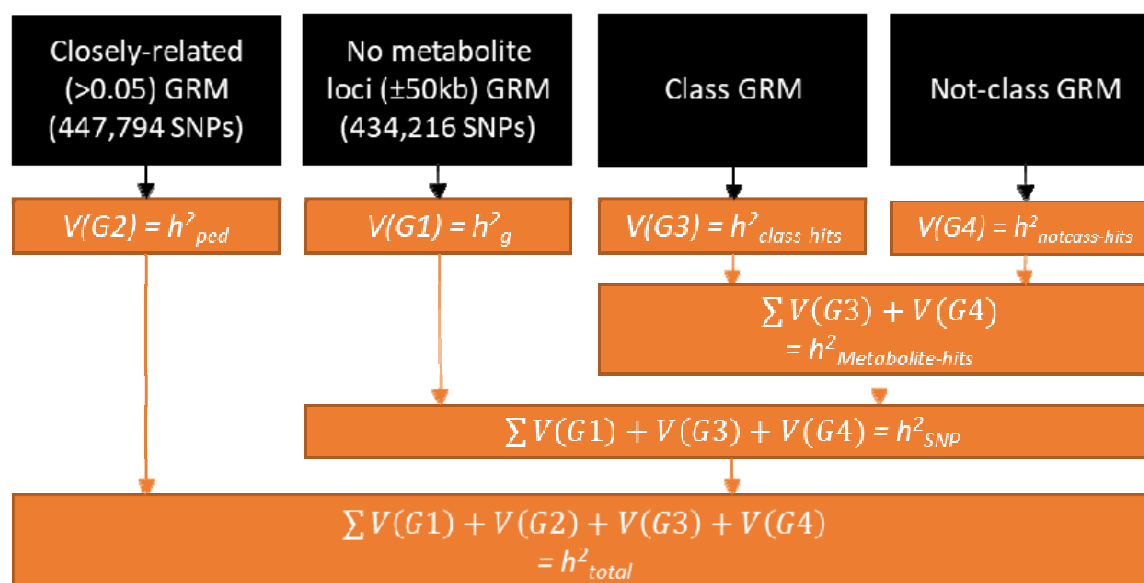 Closely-related
(>0.05) GRM
(447,794 SNPs)
No metabolite
loci (±50kb) GRM
(434,216 SNPs)
Class GRM
Not-class GRM
V(G2) = h²ped
V(G1) = h²g
V(G3) = h²class hits
V(G4) = h²notcass-hits
∑ V(G3) + V(G4)
= h²Metabolite-hits
∑ V(G1) + V(G3) + V(G4) = h²SNP
∑ V(G1) + V(G2) + V(G3) + V(G4)
= h²total